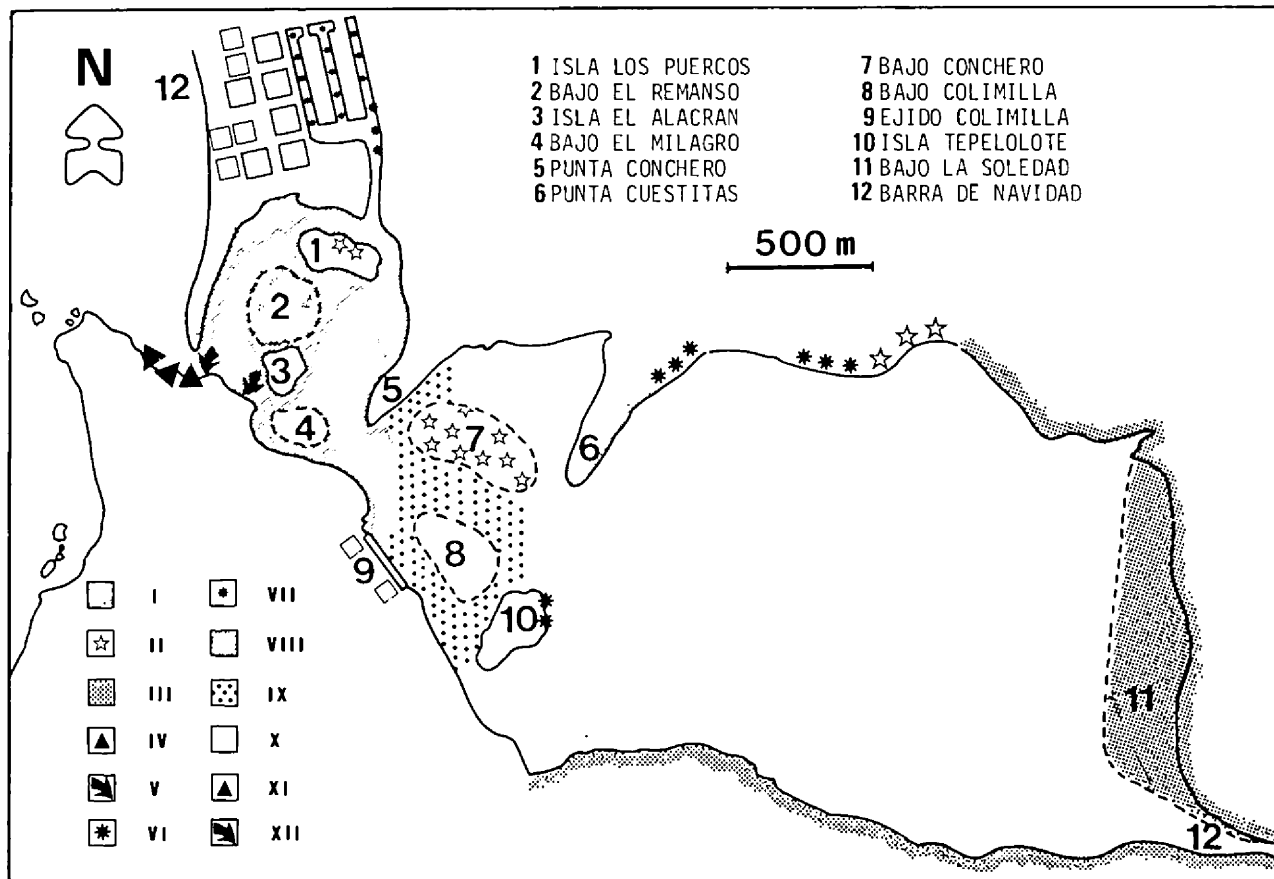 N
12
1 ISLA LOS PUERCOS
2 BAJO EL REMANSO
3 ISLA EL ALACRAN
4 BAJO EL MILAGRO
5 PUNTA CONCHERO
6 PUNTA CUESTITAS
7 BAJO CONCHERO
8 BAJO COLIMILLA
9 EJIDO COLIMILLA
10 ISLA TEPELOLOTE
11 BAJO LA SOLEDAD
12 BARRA DE NAVIDAD
500 m
1
2
3
4
5
6
7
8
9
10
11
12
I
II
III
IV
V
VI
VII
VIII
IX
X
XI
XII